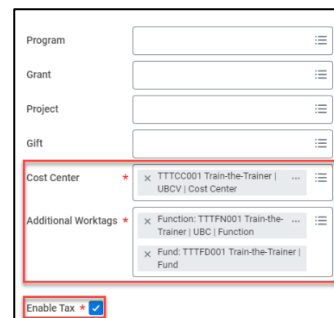 Program
Grant
Project
Gift
Cost Center * × TTTCC001 Train-the-Trainer | ...
UBCV | Cost Center
Additional Worktags * × Function: TTTFN001 Train-the- ...
Trainer | UBC | Function
× Fund: TTTFD001 Train-the-Trainer |
Fund
Enable Tax *